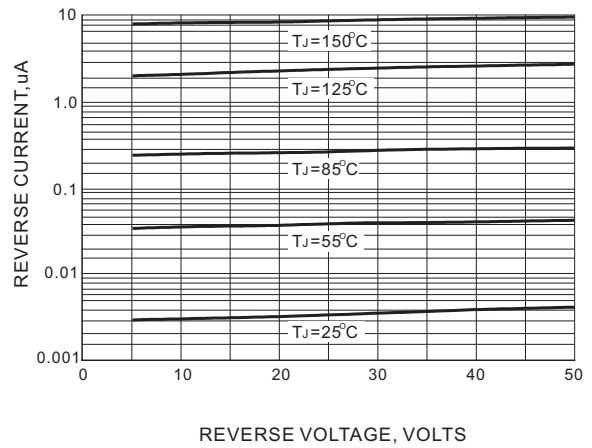 REVERSE CURRENT,uA
10
1.0
0.1
0.01
0.001
TJ=150°C
TJ=125°C
TJ=85°C
TJ=55°C
TJ=25°C
0 10 20 30 40 50
REVERSE VOLTAGE, VOLTS